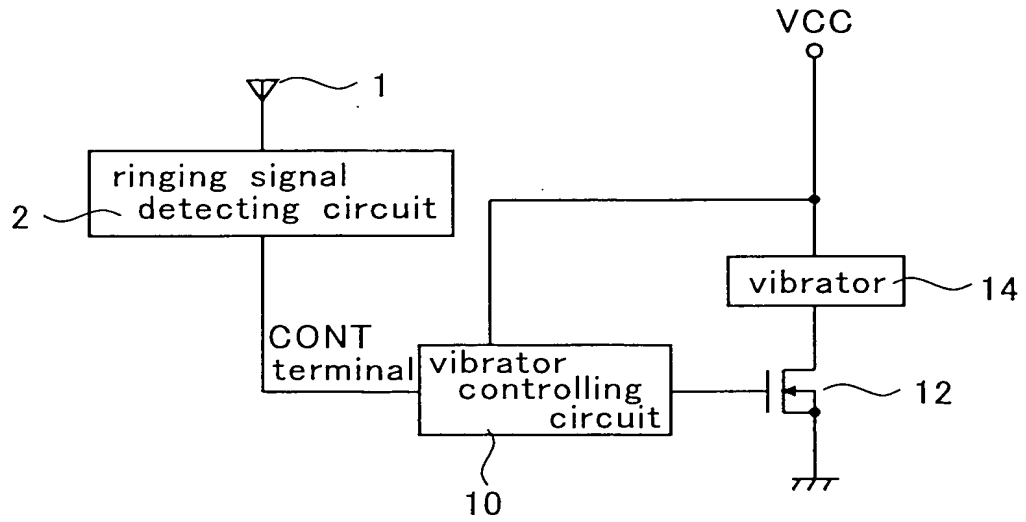 VCC
1
ringing signal
detecting circuit
2
vibrator
14
CONT
terminal
vibrator
controlling
circuit
12
10